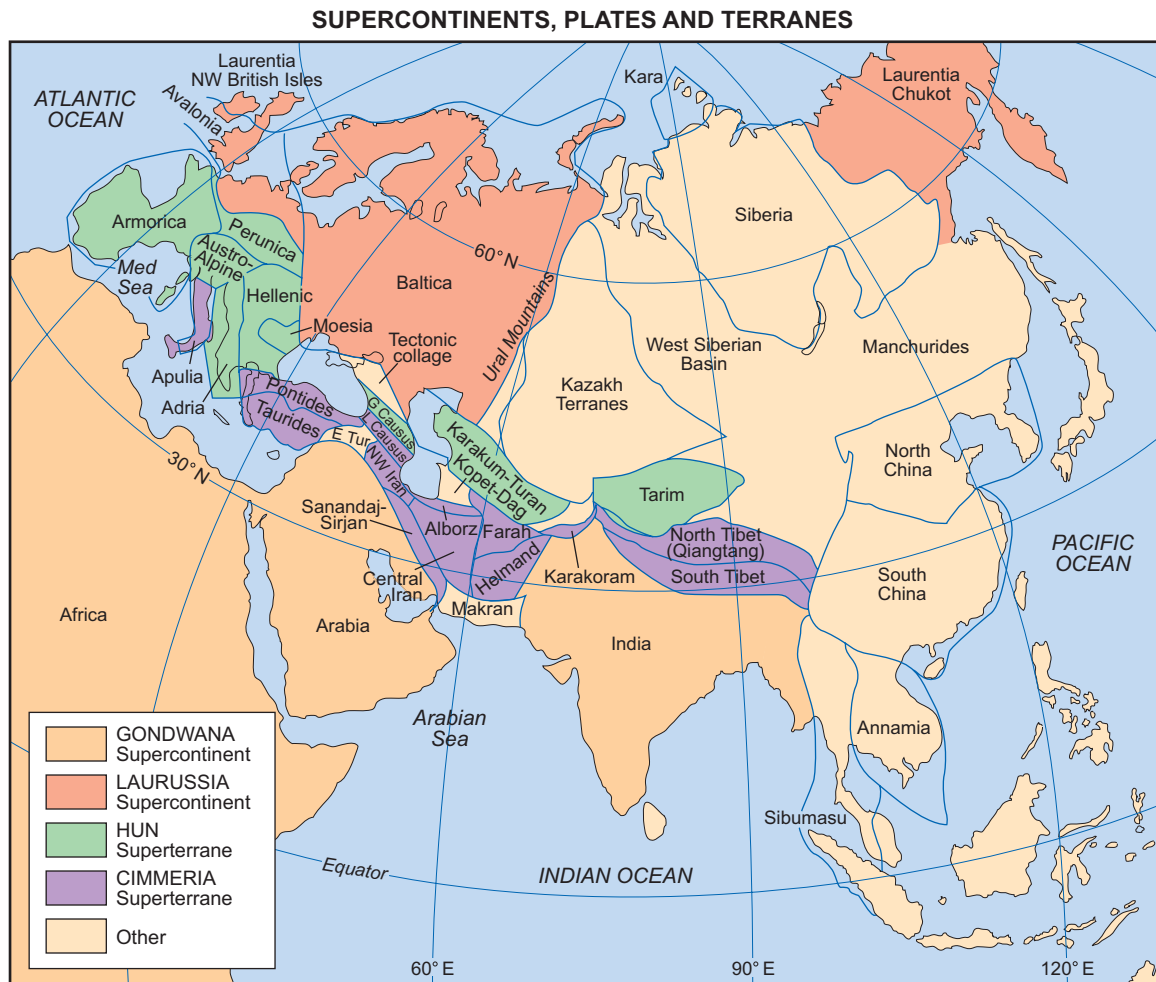 SUPERCONTINENTS, PLATES AND TERRANES
Laurentia
NW British Isles
Kara
Laurentia
Chukot
ATLANTIC
OCEAN
Avalonia
Siberia
Armorica
Perunica
60° N
Austro-
Alpine
Med
Sea
Baltica
Ural Mountains
Hellenic
Moesia
Tectonic
collage
West Siberian
Basin
Manchurides
Apulia
Kazakh
Terranes
Adria
Pontides
Taurides
G Causus
L Causus
E Tur
Karakum-Turan
Kopet-Dag
North
China
30° N
NW Iran
Tarim
Sanandaj-
Sirjan
Alborz
Farah
North Tibet
(Qiangtang)
PACIFIC
OCEAN
Helmand
Karakoram
South Tibet
Central
Iran
South
China
Makran
Africa
Arabia
India
Arabian
Sea
Annamia
GONDWANA
Supercontinent
LAURUSSIA
Supercontinent
HUN
Superterrane
CIMMERIA
Superterrane
Other
Sibumasu
Equator
INDIAN OCEAN
60° E
90° E
120° E